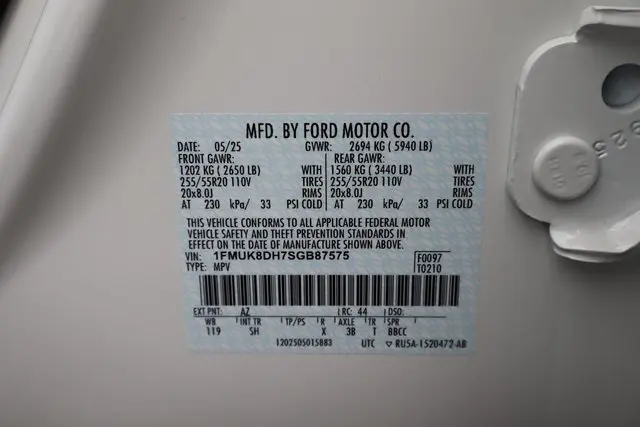 MFD. BY FORD MOTOR CO.
DATE: 05/25 GVWR: 2694 KG ( 5940 LB)
FRONT GAWR: REAR GAWR:
1202 KG ( 2650 LB) WITH 1560 KG ( 3440 LB) WITH
255/55R20 110V TIRES 255/55R20 110V TIRES
20x8.0J RIMS 20x8.0J RIMS
AT 230 kPa/ 33 PSI COLD AT 230 kPa/ 33 PSI COLD
THIS VEHICLE CONFORMS TO ALL APPLICABLE FEDERAL MOTOR
VEHICLE SAFETY AND THEFT PREVENTION STANDARDS IN
EFFECT ON THE DATE OF MANUFACTURE SHOWN ABOVE.
VIN: 1FMUK8DH7SGB87575 F0097
TYPE: MPV T0210
EXT PNT: AZ RC: 44 DSO:
WB INT TR TP/PS R AXLE TR SPR
119 SH X 3B T BBCC
1202505015883 UTC ▽ RU5A-1520472-AB
925